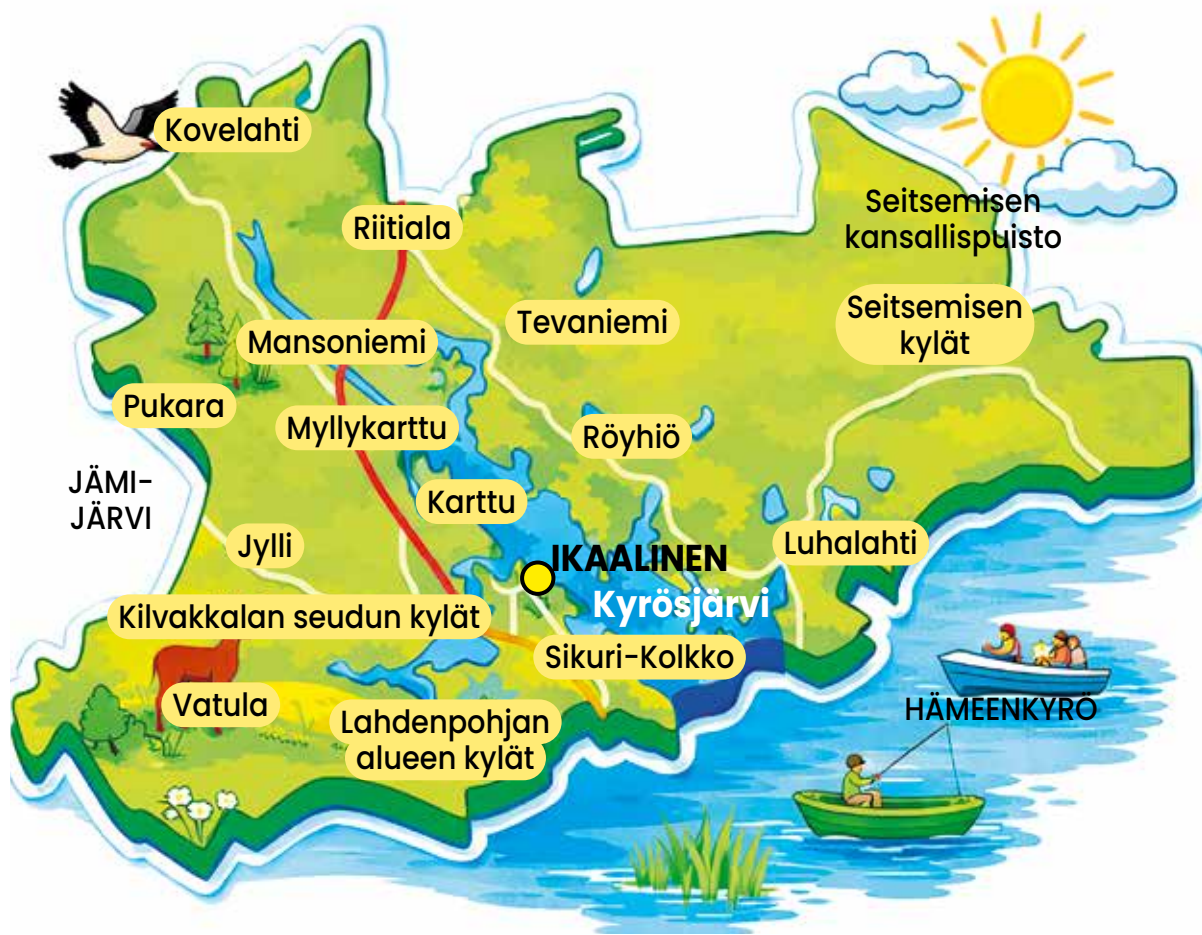 Kovelahti
Seitsemisen
kansallispuisto
Riitiala
Tevaniemi
Seitsemisen
kylät
Mansoniemi
Pukara
Myllykarttu
Röyhiö
JÄMI-
JÄRVI
Karttu
Jylli
Luhalahti
IKAALINEN
Kyrösjärvi
Kilvakkalan seudun kylät
Sikuri-Kolkko
Vatula
HÄMEENKYRÖ
Lahdenpohjan
alueen kylät